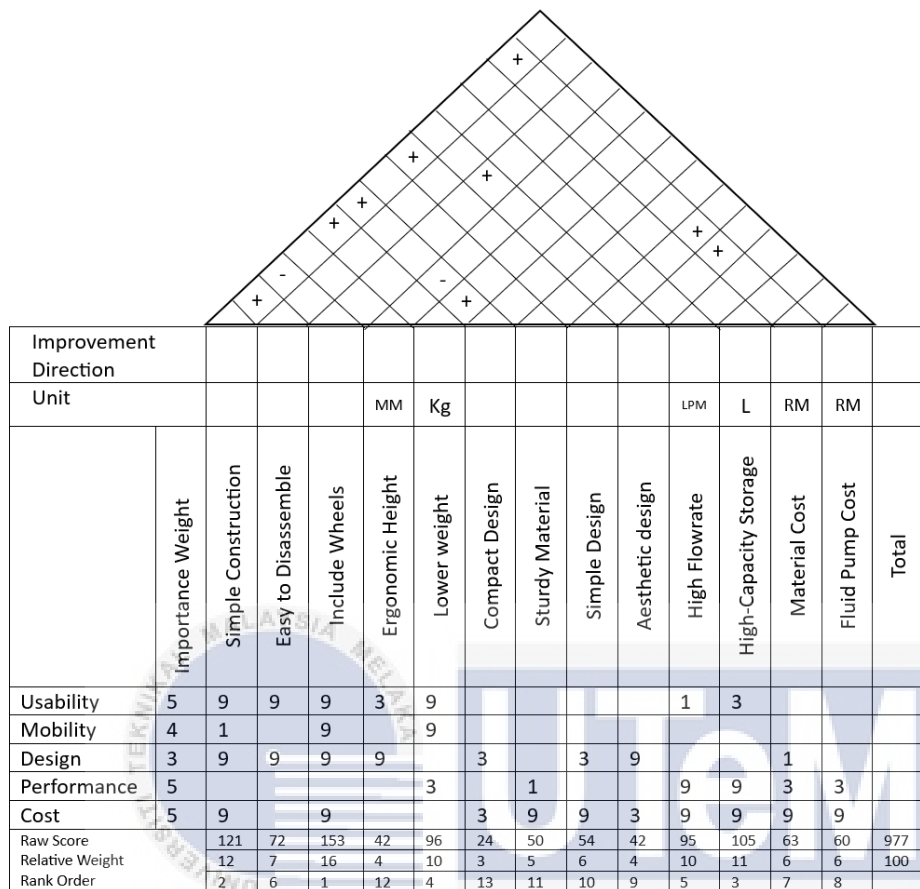 +
+
+
+
+
+
+
-
-
+
+
+
Improvement Direction
Unit MM Kg LPM L RM RM
Importance Weight Simple Construction Easy to Disassemble Include Wheels Ergonomic Height Lower weight Compact Design Sturdy Material Simple Design Aesthetic design High Flowrate High-Capacity Storage Material Cost Fluid Pump Cost Total
Usability 5 9 9 9 3 9 1 3
Mobility 4 1 9 9
Design 3 9 9 9 9 3 3 9 1
Performance 5 3 1 9 9 3 3
Cost 5 9 9 3 9 9 3 9 9 9 9
Raw Score 121 72 153 42 96 24 50 54 42 95 105 63 60 977
Relative Weight 12 7 16 4 10 3 5 6 4 10 11 6 6 100
Rank Order 2 6 1 12 4 13 11 10 9 5 3 7 8
UTeM